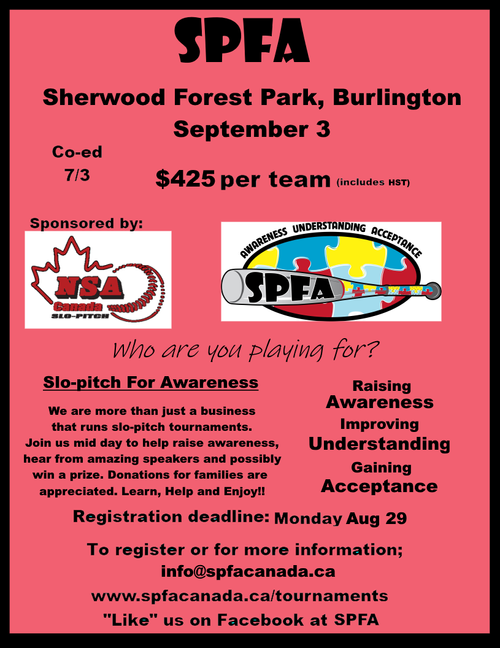 SPFA
Sherwood Forest Park, Burlington
September 3
Co-ed
7/3
$425 per team (includes HST)
Sponsored by:
NSA
Canada
SLO-PITCH
AWARENESS UNDERSTANDING ACCEPTANCE
SPFA
Who are you playing for?
Slo-pitch For Awareness
We are more than just a business
that runs slo-pitch tournaments.
Join us mid day to help raise awareness,
hear from amazing speakers and possibly
win a prize. Donations for families are
appreciated. Learn, Help and Enjoy!!
Raising
Awareness
Improving
Understanding
Gaining
Acceptance
Registration deadline: Monday Aug 29
To register or for more information;
info@spfacanada.ca
www.spfacanada.ca/tournaments
"Like" us on Facebook at SPFA